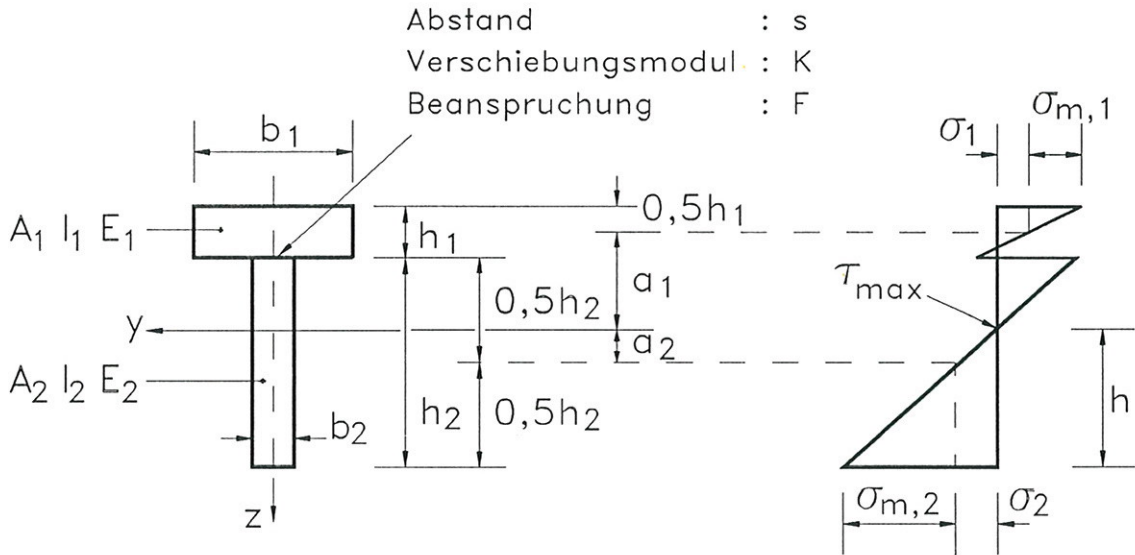 Abstand : s
Verschiebungsmodul : K
Beanspruchung : F
b₁
σ₁
σₘ,₁
A₁ I₁ E₁
h₁
0,5h₁
a₁
τmax
0,5h₂
y
a₂
A₂ I₂ E₂
b₂
h₂
0,5h₂
h
z
σₘ,₂
σ₂